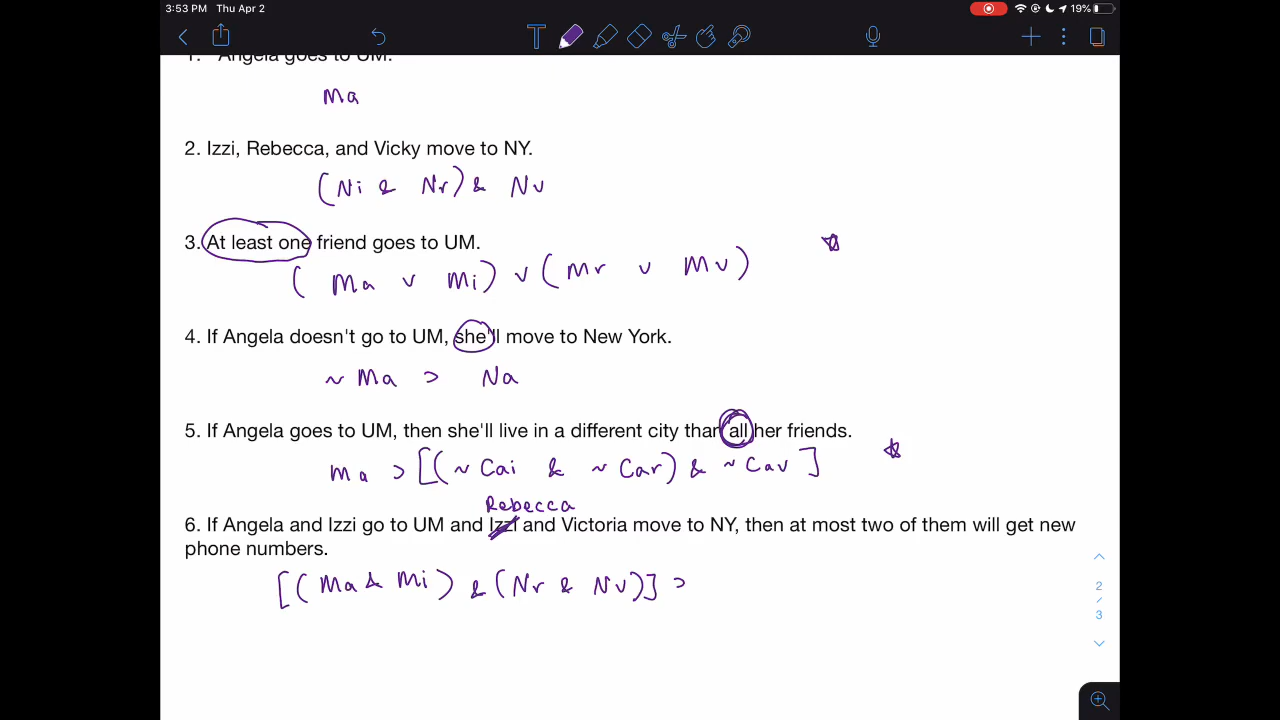 3:53 PM Thu Apr 2 19%
1. Angela goes to UM.
Ma
2. Izzi, Rebecca, and Vicky move to NY.
(Ni & Nr) & Nv
3. At least one friend goes to UM.
(Ma v Mi) v (Mr v Mv)
4. If Angela doesn't go to UM, she'll move to New York.
~ Ma > Na
5. If Angela goes to UM, then she'll live in a different city than all her friends.
Ma > [(~ Cai & ~ Car) & ~ Cav]
Rebecca
6. If Angela and Izzi go to UM and Izzi and Victoria move to NY, then at most two of them will get new
phone numbers.
[(Ma & Mi) & (Nr & Nv)] >
2
3